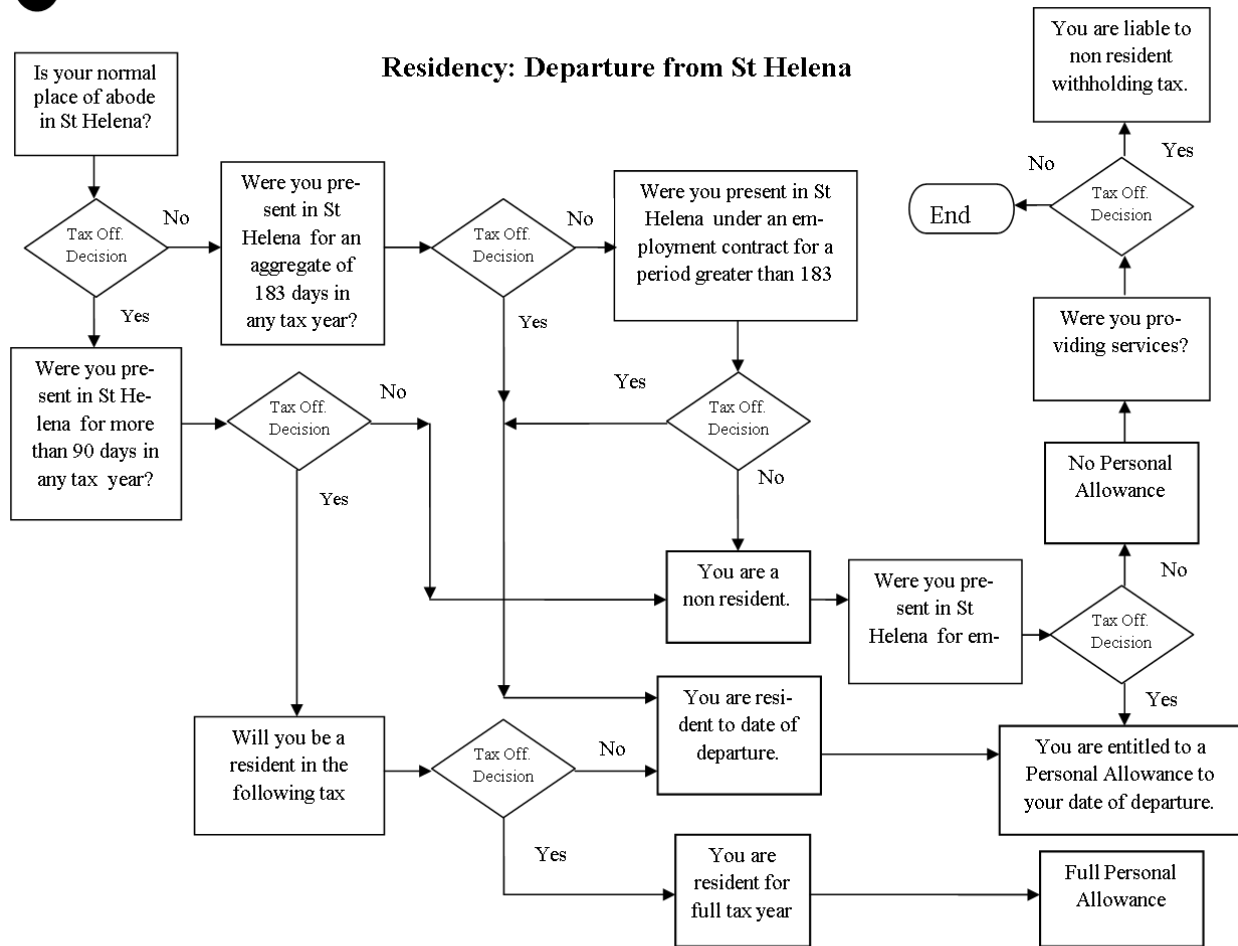 Residency: Departure from St Helena
Is your normal
place of abode
in St Helena?
Tax Off.
Decision
No
Yes
Were you pre-
sent in St
Helena for an
aggregate of
183 days in
any tax year?
Tax Off.
Decision
No
Yes
Were you present in St
Helena under an em-
ployment contract for a
period greater than 183
Tax Off.
Decision
Yes
No
Were you pre-
sent in St He-
lena for more
than 90 days in
any tax year?
Tax Off.
Decision
No
Yes
You are a
non resident.
Were you pre-
sent in St
Helena for em-
Tax Off.
Decision
No
Yes
No Personal
Allowance
Were you pro-
viding services?
Tax Off.
Decision
No
Yes
End
You are liable to
non resident
withholding tax.
Will you be a
resident in the
following tax
Tax Off.
Decision
No
Yes
You are resi-
dent to date of
departure.
You are entitled to a
Personal Allowance to
your date of departure.
You are
resident for
full tax year
Full Personal
Allowance